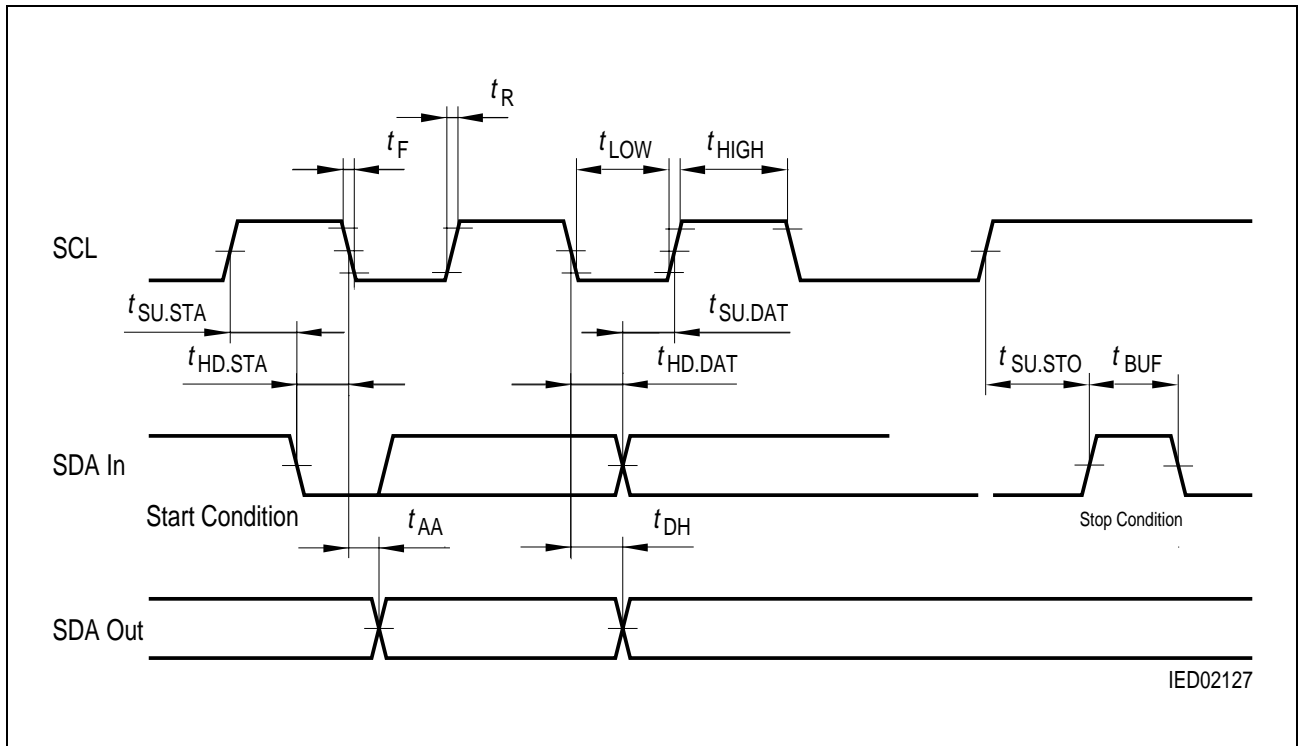 tR
tF
tLOW
tHIGH
SCL
tSU.STA
tSU.DAT
tHD.STA
tHD.DAT
tSU.STO
tBUF
SDA In
Start Condition
Stop Condition
tAA
tDH
SDA Out
IED02127